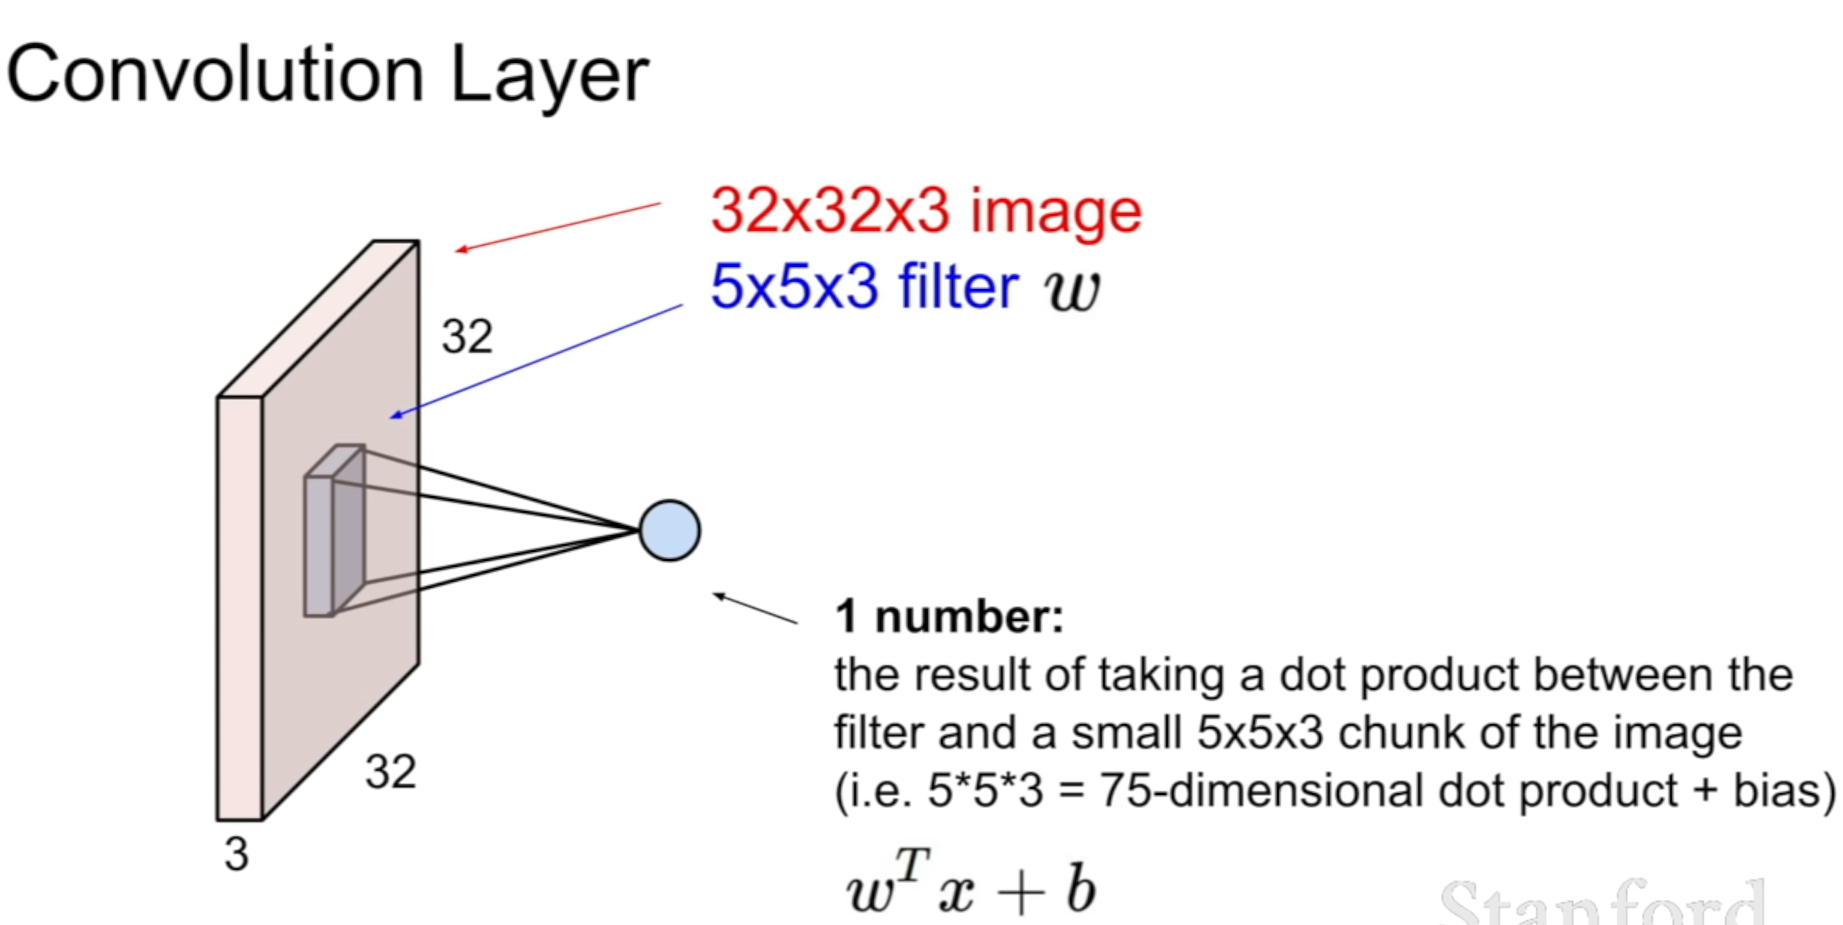 Convolution Layer
32x32x3 image
5x5x3 filter w
32
32
3
1 number:
the result of taking a dot product between the
filter and a small 5x5x3 chunk of the image
(i.e. 5*5*3 = 75-dimensional dot product + bias)
w^T x + b
Stanford